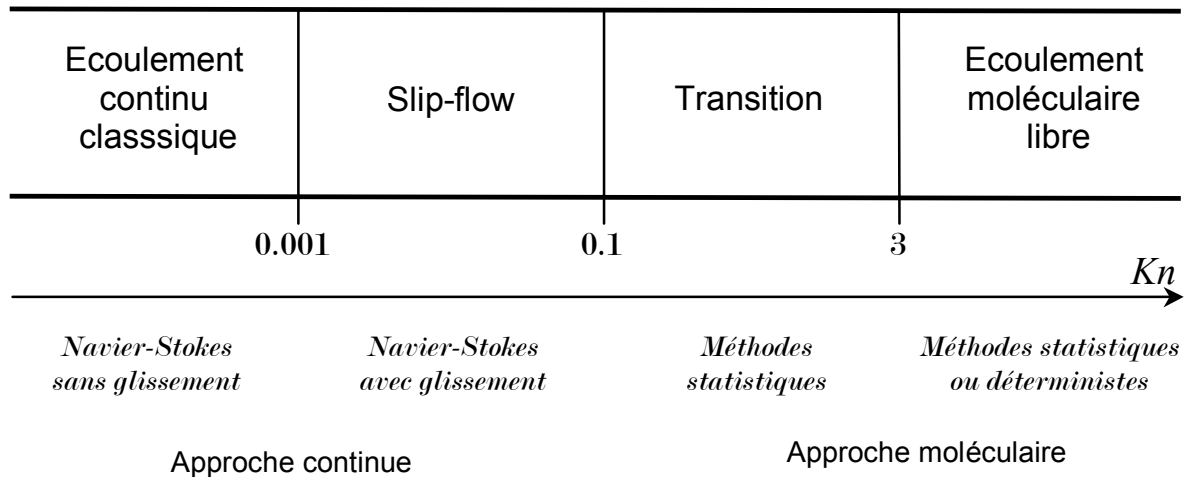 Ecoulement
continu
classsique
Slip-flow
Transition
Ecoulement
moléculaire
libre
0.001
0.1
3
Kn
Navier-Stokes
sans glissement
Navier-Stokes
avec glissement
Méthodes
statistiques
Méthodes statistiques
ou déterministes
Approche continue
Approche moléculaire